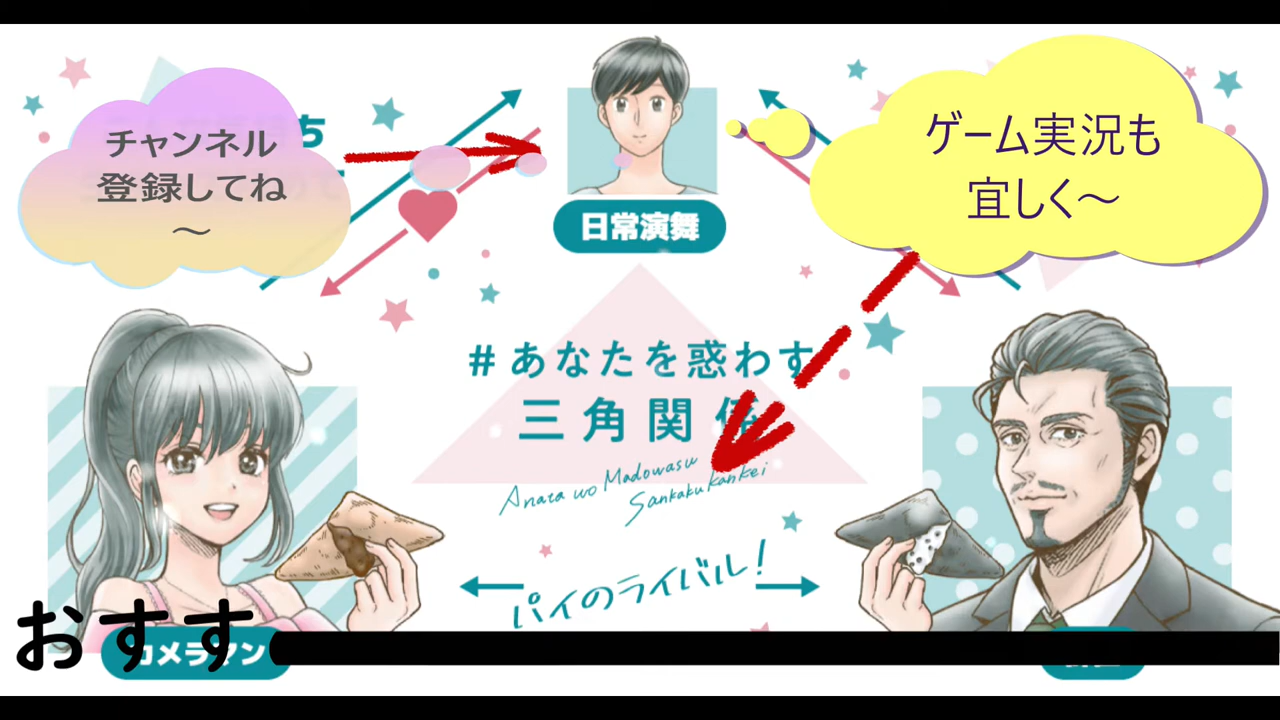 チャンネル
登録してね
～
ゲーム実況も
宜しく～
日常演舞
#あなたを惑わす
三角関係
Anata wo Madowasu
Sankaku kankei
パイのライバル!
おすす
カメラマン